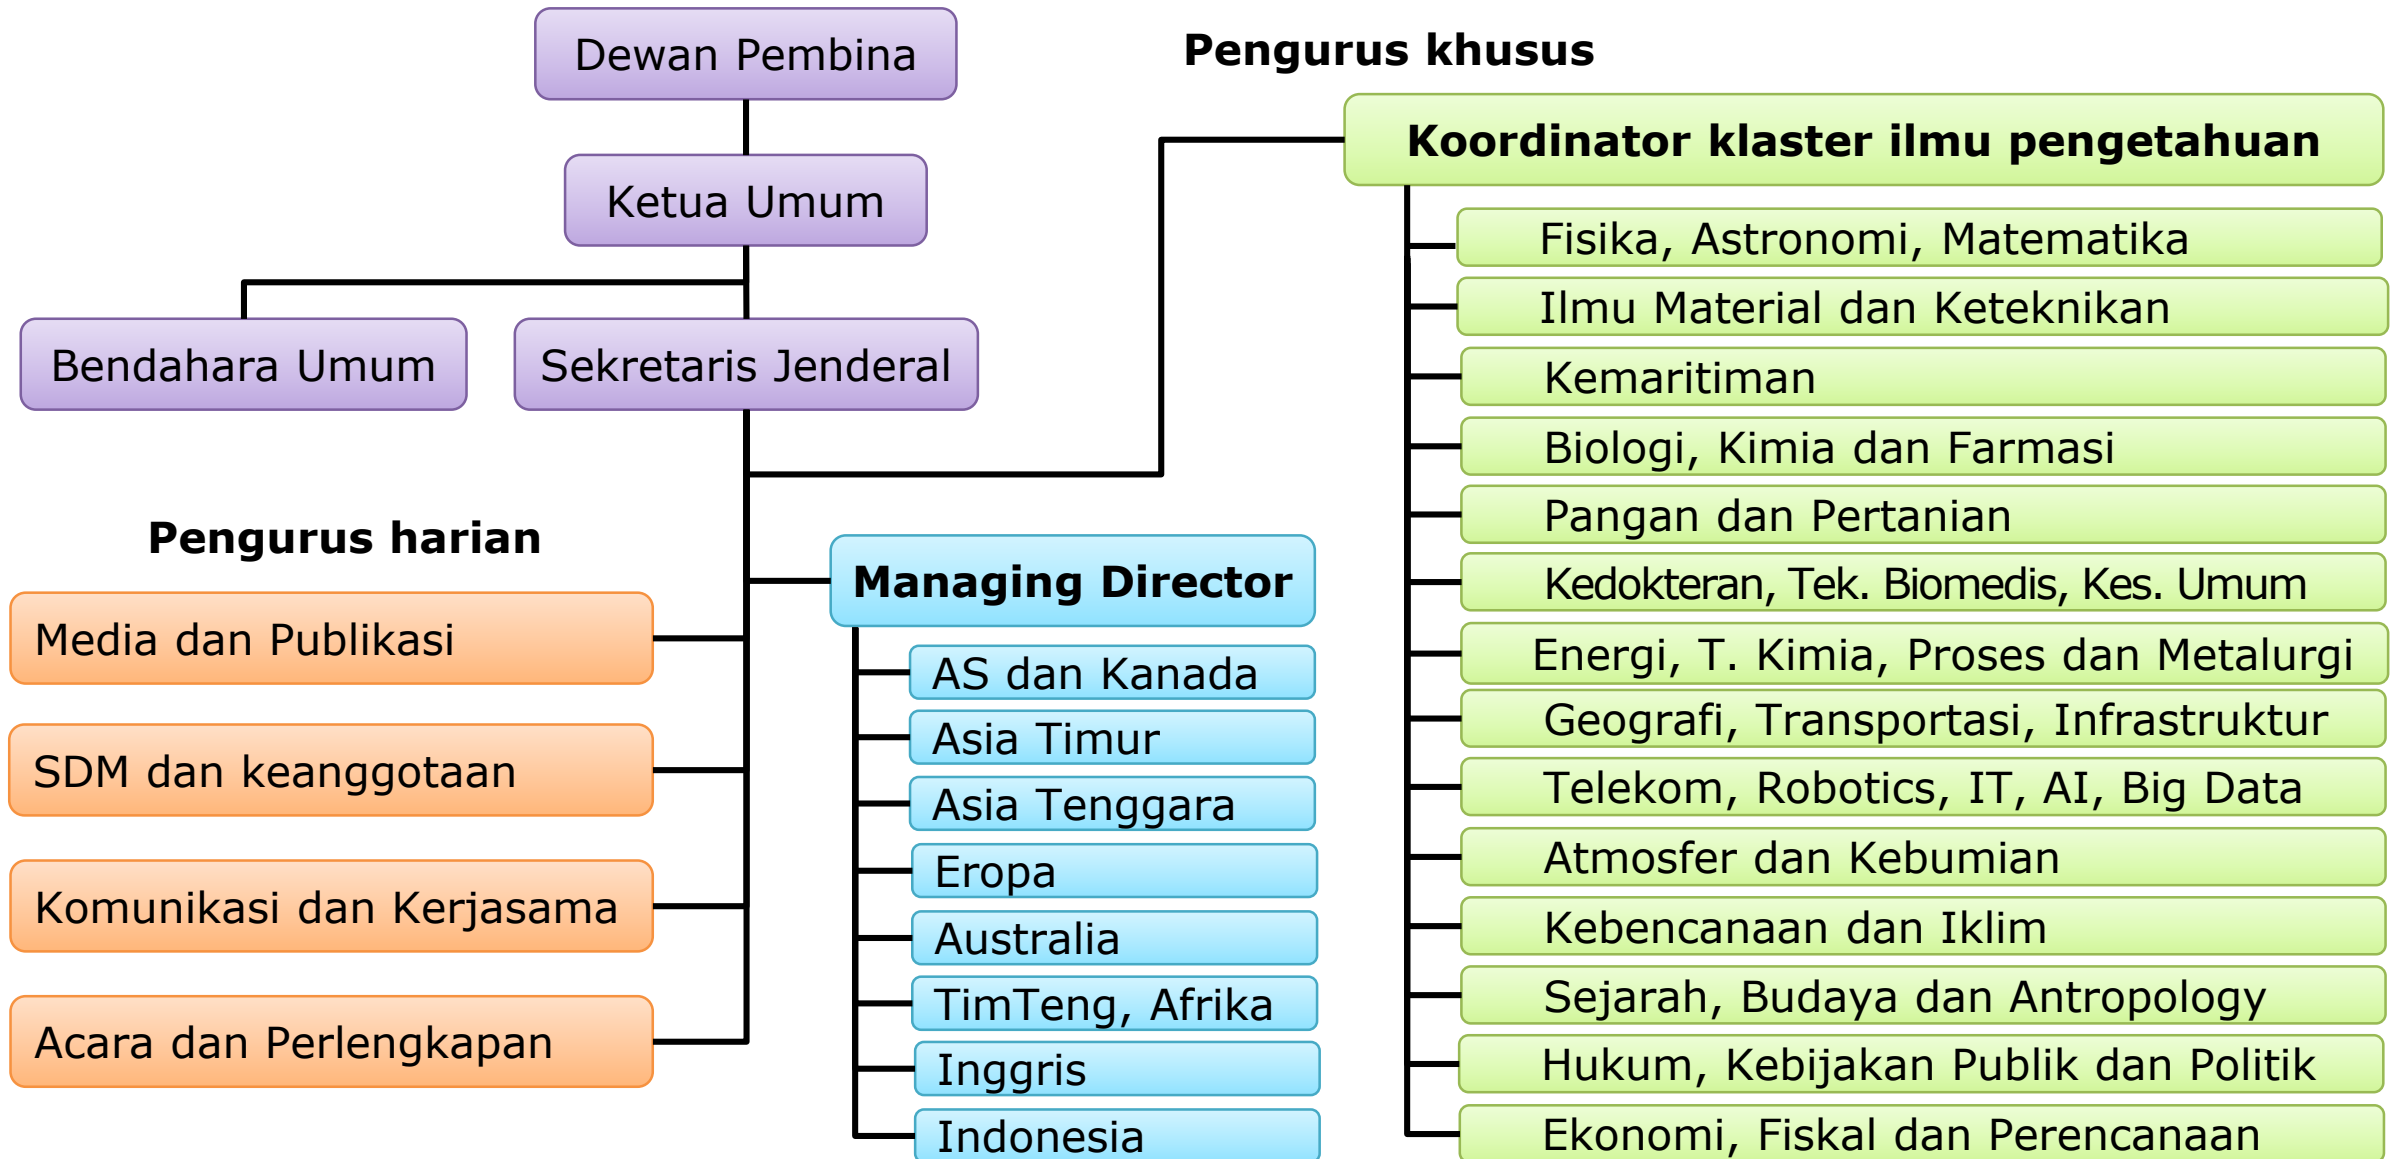 Dewan Pembina
Ketua Umum
Bendahara Umum
Sekretaris Jenderal
Pengurus harian
Media dan Publikasi
SDM dan keanggotaan
Komunikasi dan Kerjasama
Acara dan Perlengkapan
Managing Director
AS dan Kanada
Asia Timur
Asia Tenggara
Eropa
Australia
TimTeng, Afrika
Inggris
Indonesia
Pengurus khusus
Koordinator klaster ilmu pengetahuan
Fisika, Astronomi, Matematika
Ilmu Material dan Keteknikan
Kemaritiman
Biologi, Kimia dan Farmasi
Pangan dan Pertanian
Kedokteran, Tek. Biomedis, Kes. Umum
Energi, T. Kimia, Proses dan Metalurgi
Geografi, Transportasi, Infrastruktur
Telekom, Robotics, IT, AI, Big Data
Atmosfer dan Kebumian
Kebencanaan dan Iklim
Sejarah, Budaya dan Antropology
Hukum, Kebijakan Publik dan Politik
Ekonomi, Fiskal dan Perencanaan